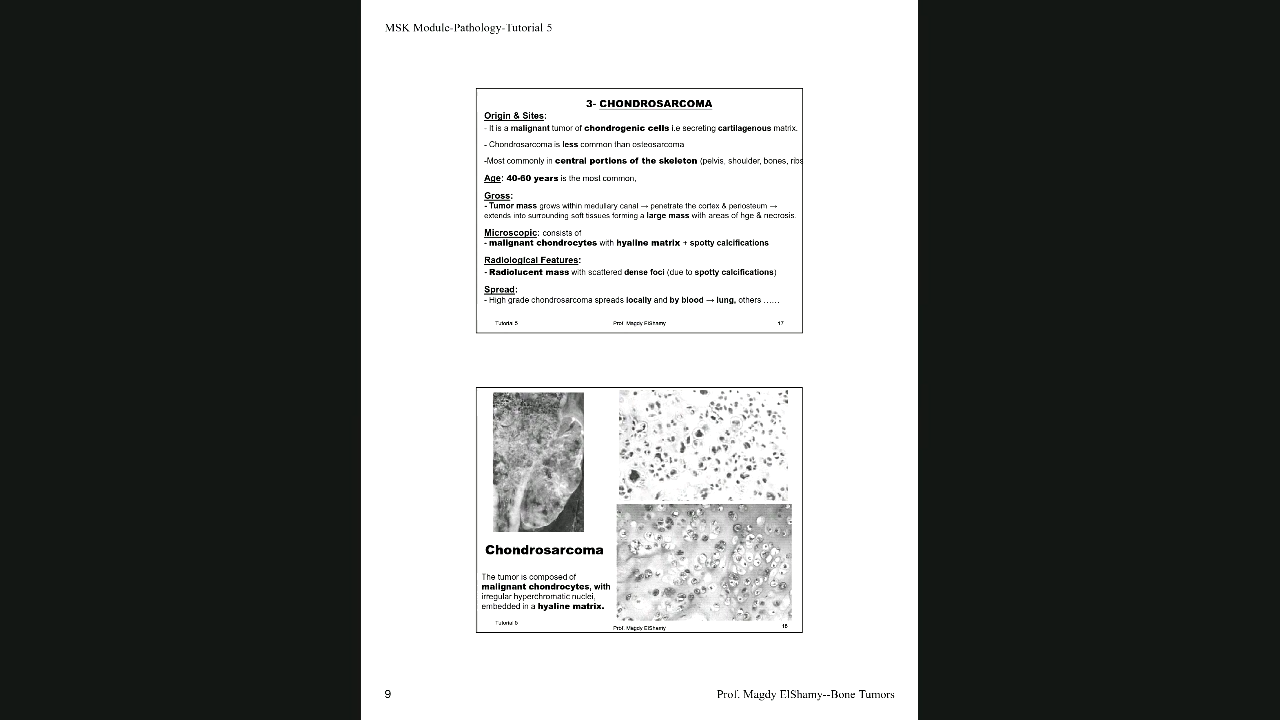 MSK Module-Pathology-Tutorial 5
3- CHONDROSARCOMA
Origin & Sites:
- It is a malignant tumor of chondrogenic cells i.e secreting cartilagenous matrix.
- Chondrosarcoma is less common than osteosarcoma
-Most commonly in central portions of the skeleton (pelvis, shoulder, bones, ribs
Age: 40-60 years is the most common,
Gross:
- Tumor mass grows within medullary canal → penetrate the cortex & periosteum →
extends into surrounding soft tissues forming a large mass with areas of hge & necrosis.
Microscopic: consists of
- malignant chondrocytes with hyaline matrix + spotty calcifications
Radiological Features:
- Radiolucent mass with scattered dense foci (due to spotty calcifications)
Spread:
- High grade chondrosarcoma spreads locally and by blood → lung, others ……
Tutorial 5 Prof. Magdy ElShamy 17
Chondrosarcoma
The tumor is composed of
malignant chondrocytes, with
irregular hyperchromatic nuclei,
embedded in a hyaline matrix.
Tutorial 5 Prof. Magdy ElShamy 18
9 Prof. Magdy ElShamy--Bone Tumors